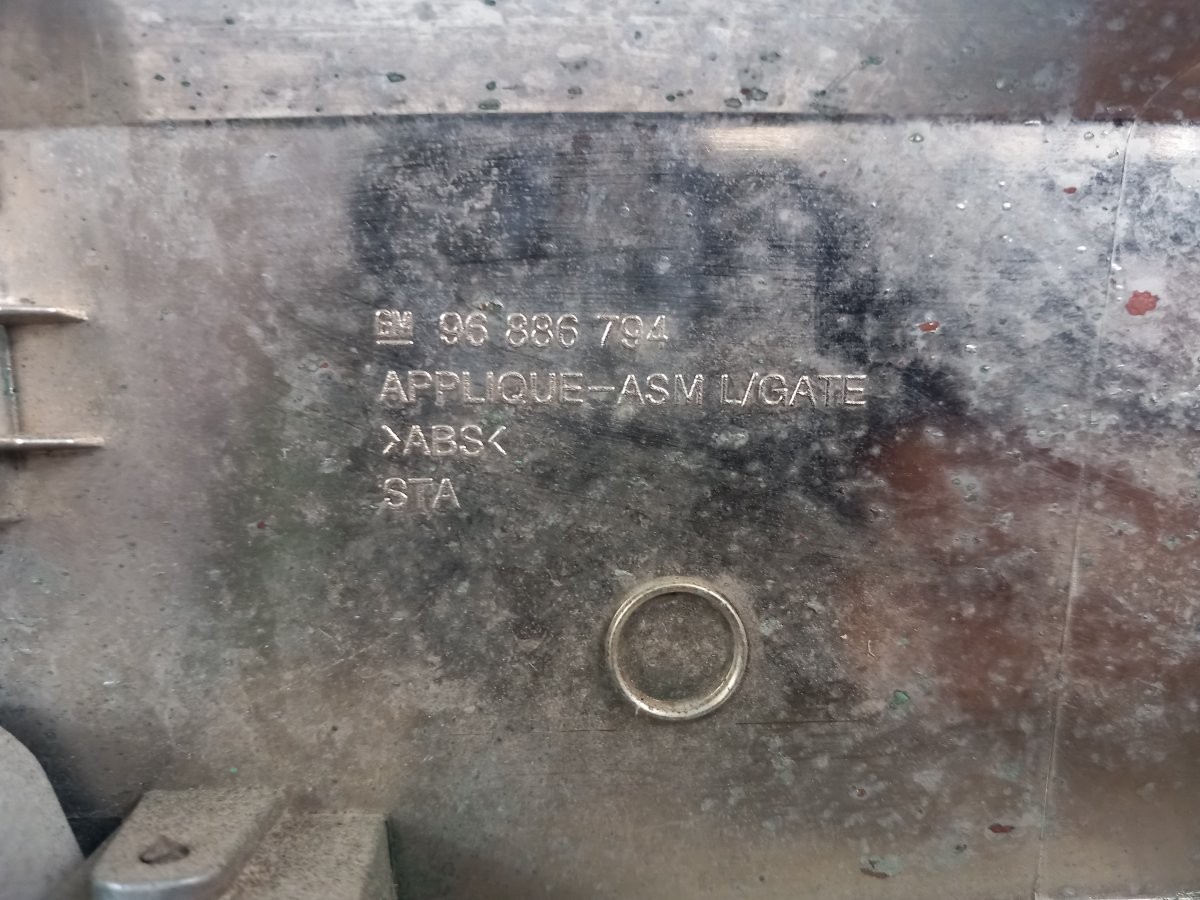 GM 96 886 794
APPLIQUE-ASM L/GATE
>ABS<
STA